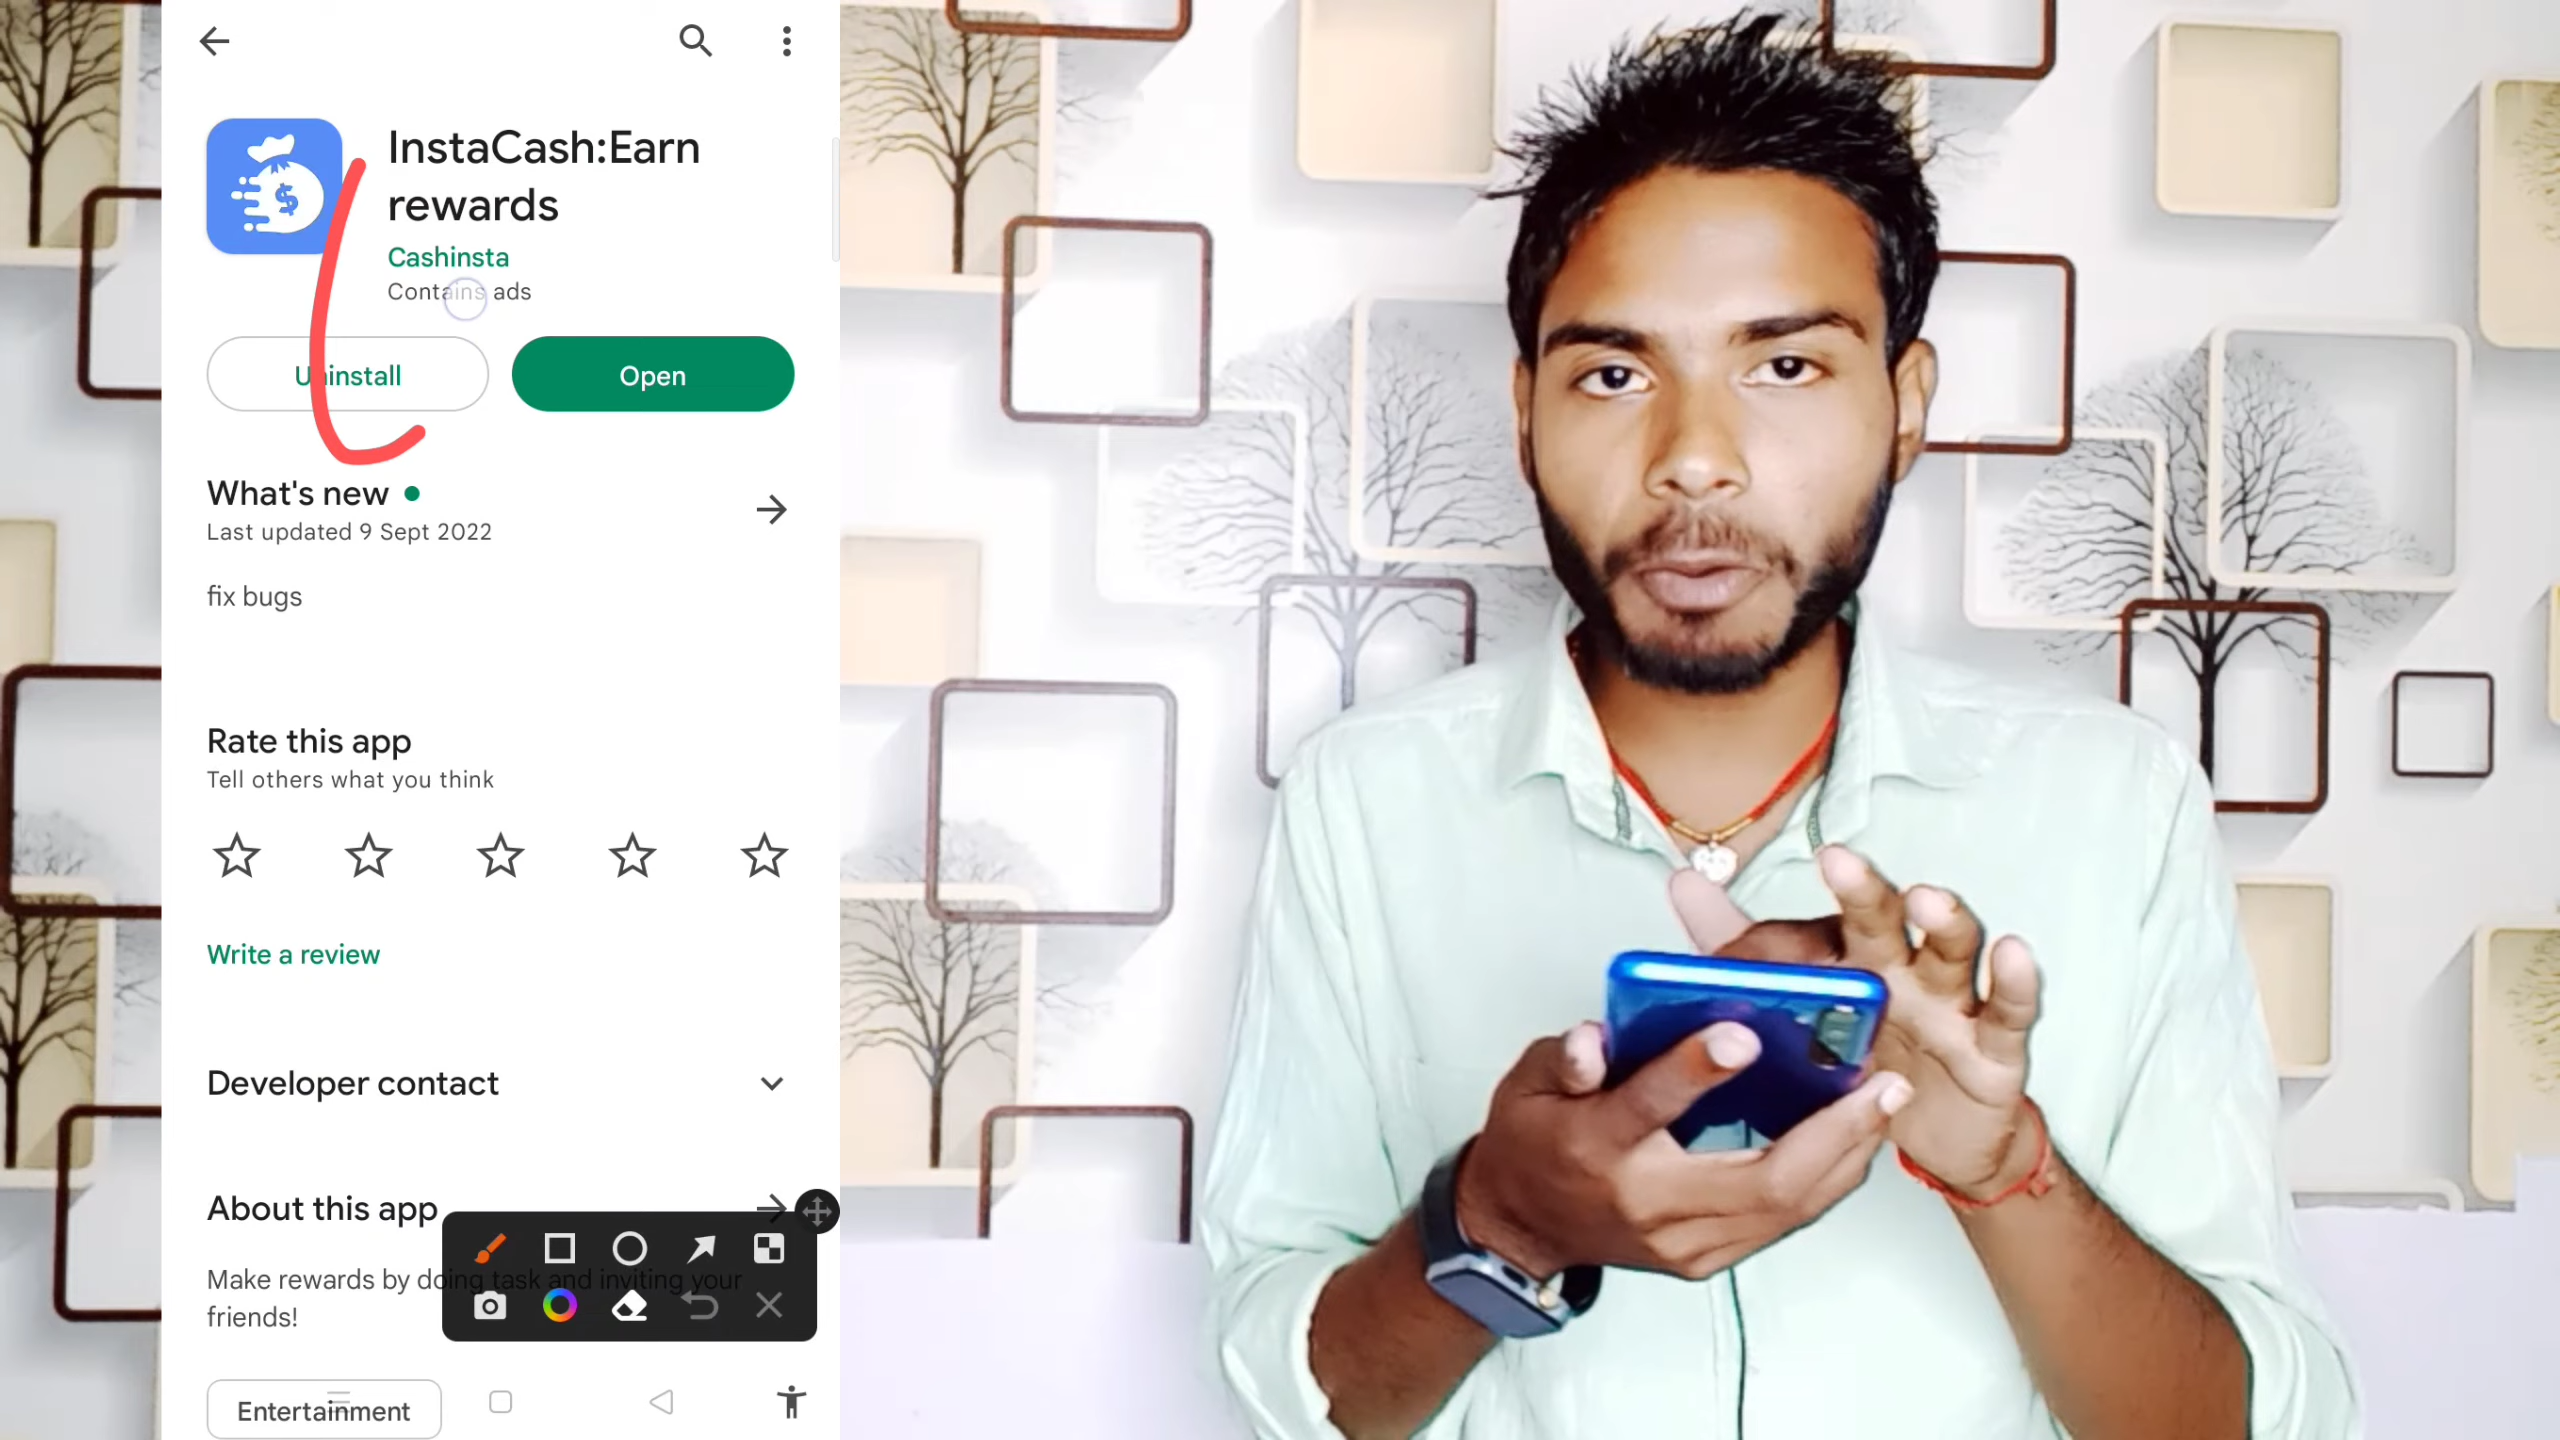 InstaCash:Earn
rewards
Cashinsta
Contains ads
Uninstall
Open
What's new
Last updated 9 Sept 2022
fix bugs
Rate this app
Tell others what you think
Write a review
Developer contact
About this app
Make rewards by doing task and inviting your
friends!
Entertainment